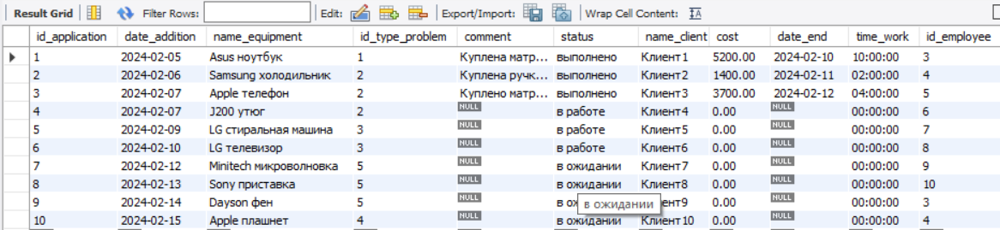 Result Grid Filter Rows: Edit: Export/Import: Wrap Cell Content:
id_application date_addition name_equipment id_type_problem comment status name_client cost date_end time_work id_employee
1 2024-02-05 Asus ноутбук 1 Куплена матр... выполнено Клиент1 5200.00 2024-02-10 10:00:00 3
2 2024-02-06 Samsung холодильник 2 Куплена ручк... выполнено Клиент2 1400.00 2024-02-11 02:00:00 4
3 2024-02-07 Apple телефон 2 Куплено матр... выполнено Клиент3 3700.00 2024-02-12 04:00:00 5
4 2024-02-07 J200 утюг 2 NULL в работе Клиент4 0.00 NULL 00:00:00 6
5 2024-02-09 LG стиральная машина 3 NULL в работе Клиент5 0.00 NULL 00:00:00 7
6 2024-02-10 LG телевизор 3 NULL в работе Клиент6 0.00 NULL 00:00:00 8
7 2024-02-12 Minitech микроволновка 5 NULL в ожидании Клиент7 0.00 NULL 00:00:00 9
8 2024-02-13 Sony приставка 5 NULL в ожидании Клиент8 0.00 NULL 00:00:00 10
9 2024-02-14 Dayson фен 5 NULL в ож в ожидании ент9 0.00 NULL 00:00:00 3
10 2024-02-15 Apple плашнет 4 NULL в ожидании Клиент10 0.00 NULL 00:00:00 4